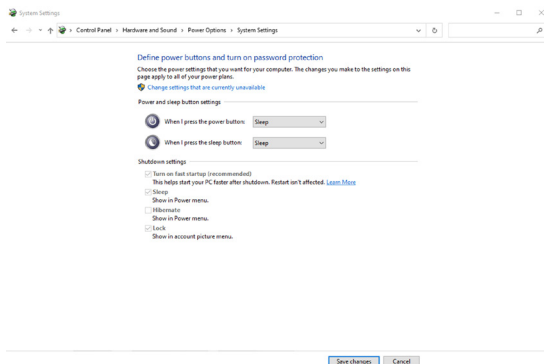 System Settings
Control Panel › Hardware and Sound › Power Options › System Settings
Define power buttons and turn on password protection
Choose the power settings that you want for your computer. The changes you make to the settings on this
page apply to all of your power plans.
Change settings that are currently unavailable
Power and sleep button settings
When I press the power button: Sleep
When I press the sleep button: Sleep
Shutdown settings
Turn on fast startup (recommended)
This helps start your PC faster after shutdown. Restart isn't affected. Learn More
Sleep
Show in Power menu.
Hibernate
Show in Power menu.
Lock
Show in account picture menu.
Save changes Cancel